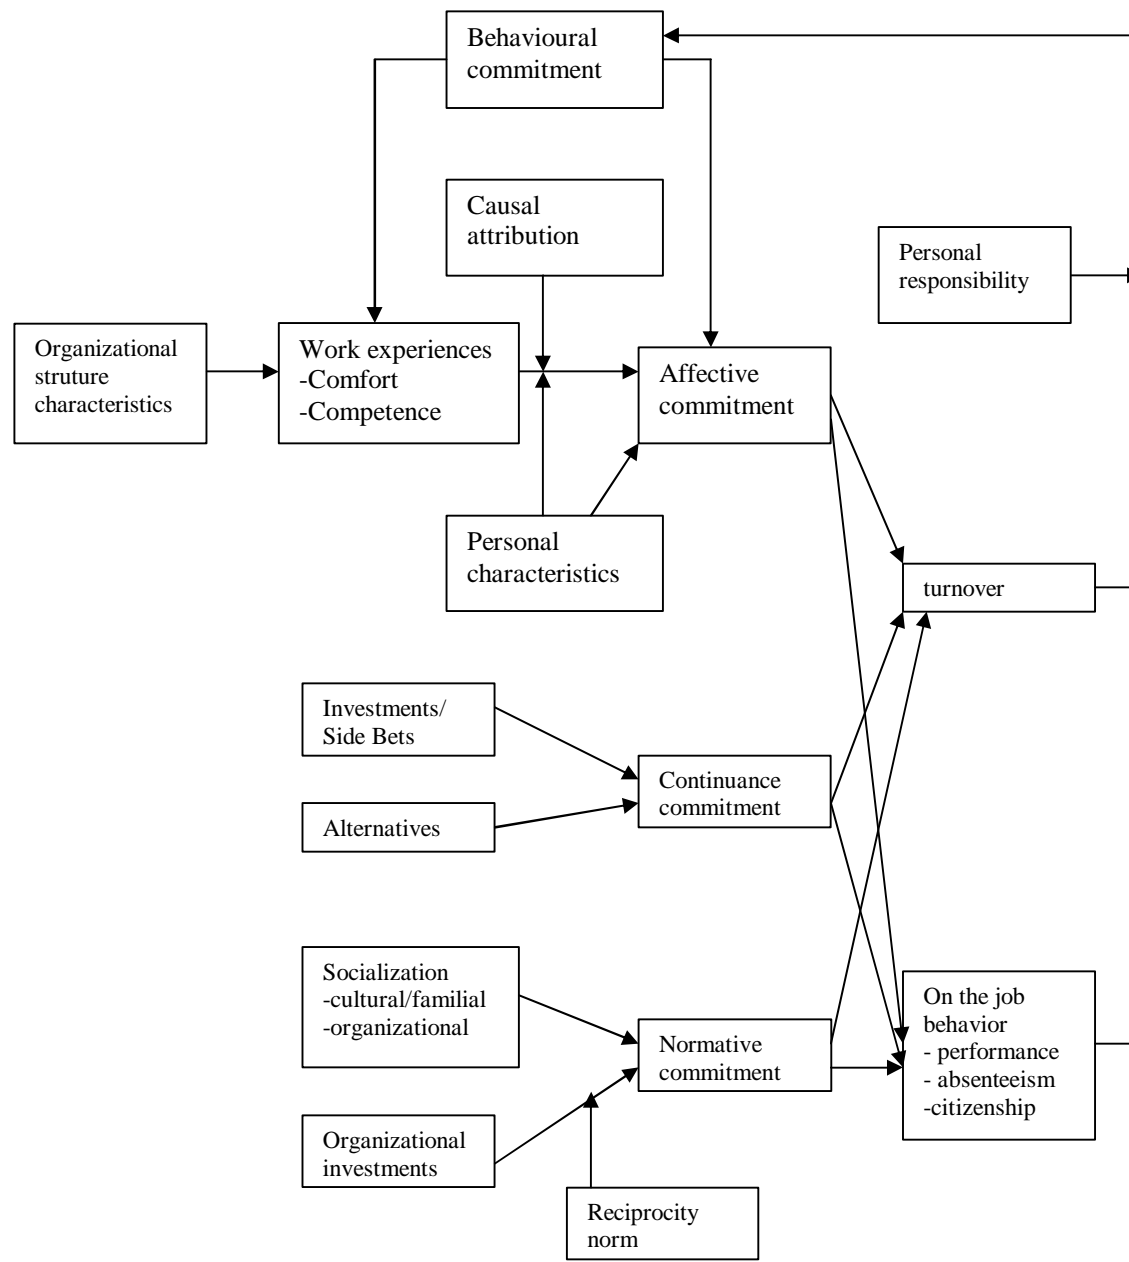 Behavioural
commitment
Causal
attribution
Personal
responsibility
Organizational
struture
characteristics
Work experiences
-Comfort
-Competence
Affective
commitment
Personal
characteristics
turnover
Investments/
Side Bets
Continuance
commitment
Alternatives
Socialization
-cultural/familial
-organizational
On the job
behavior
- performance
- absenteeism
-citizenship
Normative
commitment
Organizational
investments
Reciprocity
norm